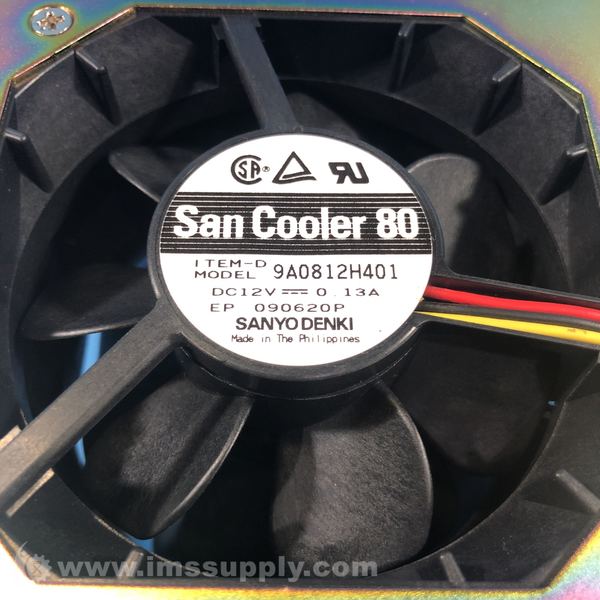 San Cooler 80
ITEM-D
MODEL 9A0812H401
DC12V ⎓ 0.13A
EP 090620P
SANYO DENKI
Made in The Philippines
www.imssupply.com